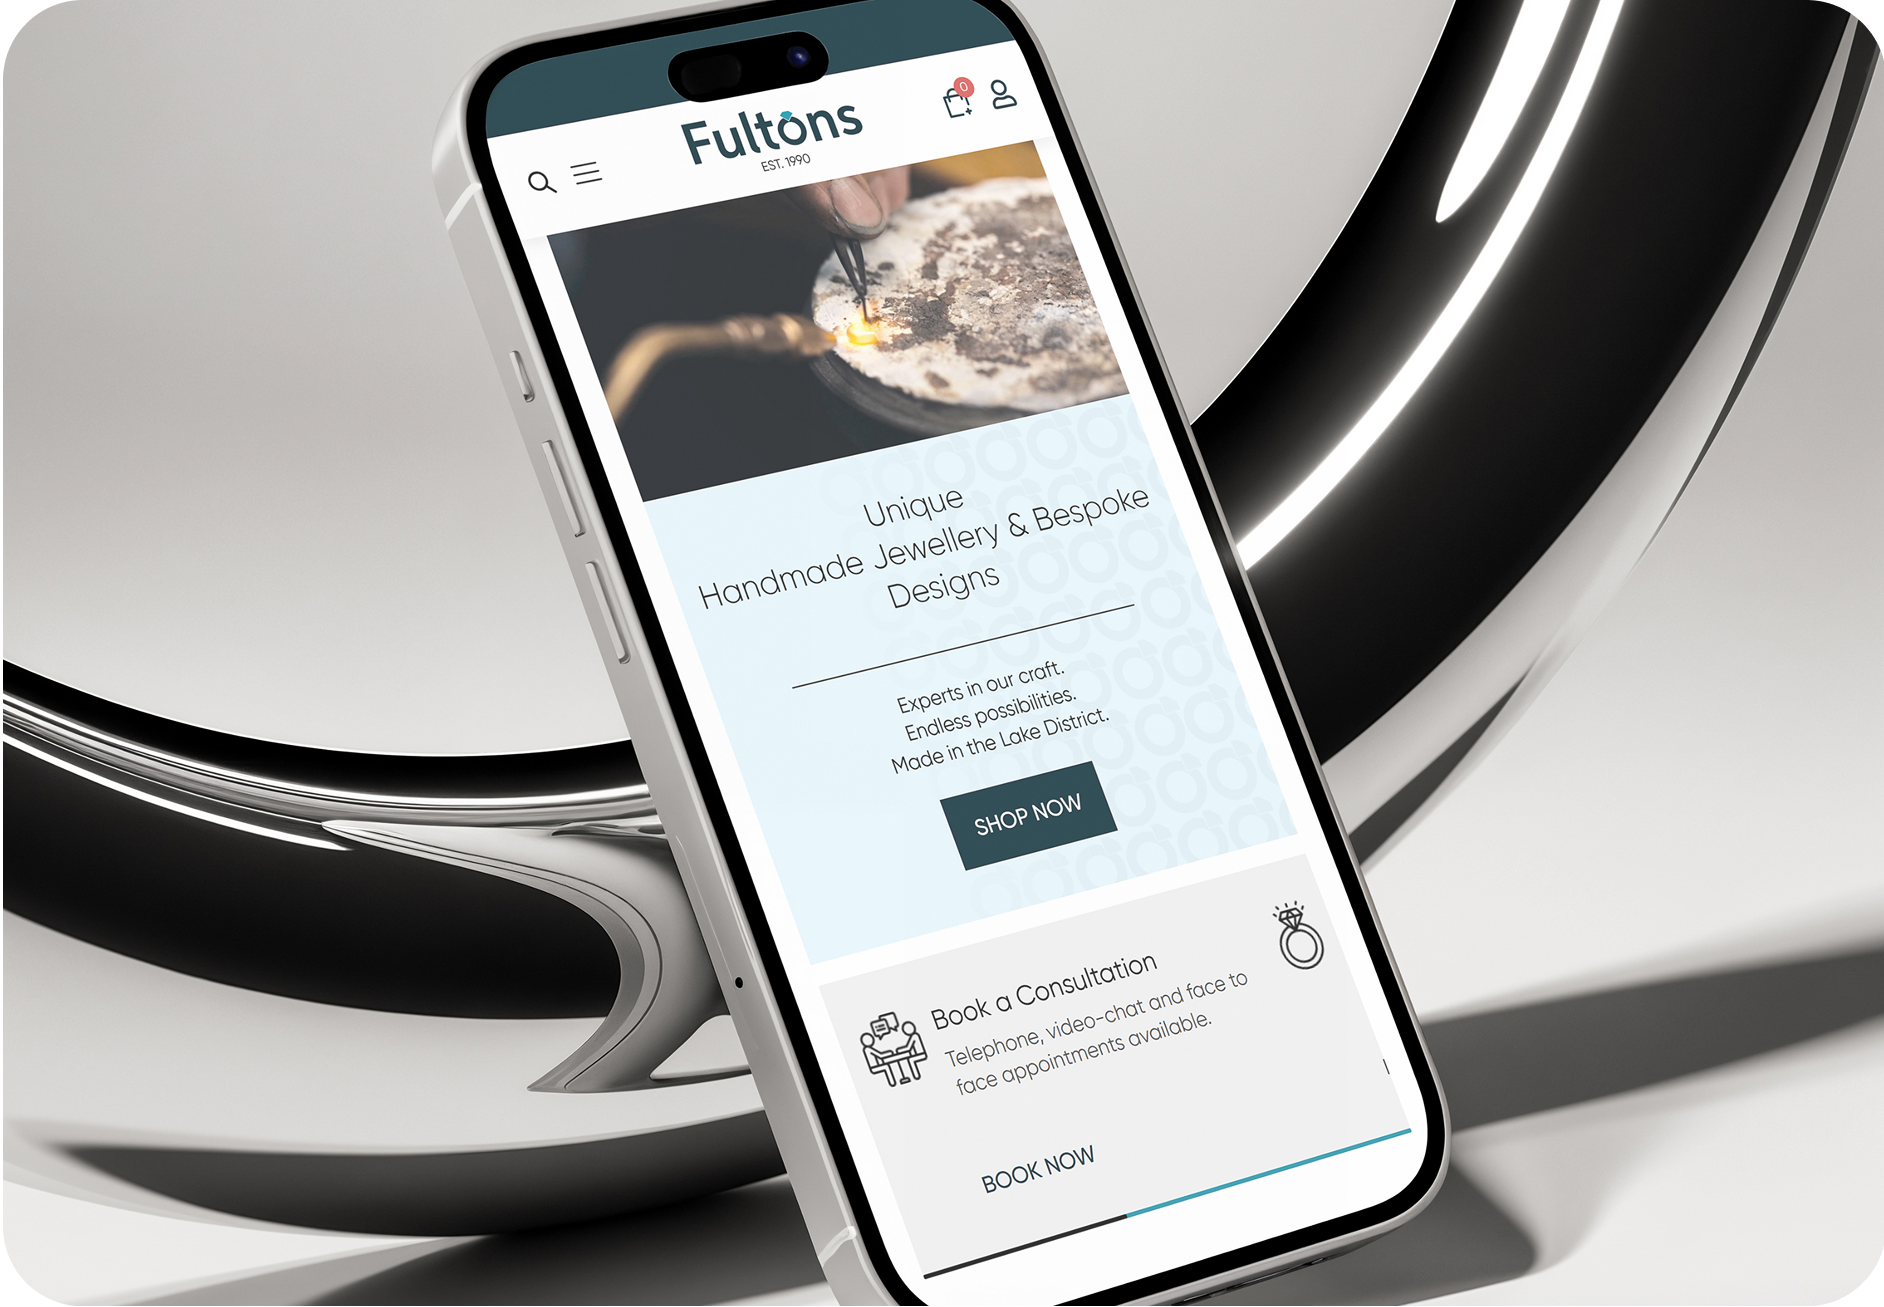 Fultons
EST. 1990
0
Unique
Handmade Jewellery & Bespoke
Designs
Experts in our craft.
Endless possibilities.
Made in the Lake District.
SHOP NOW
Book a Consultation
Telephone, video-chat and face to
face appointments available.
BOOK NOW